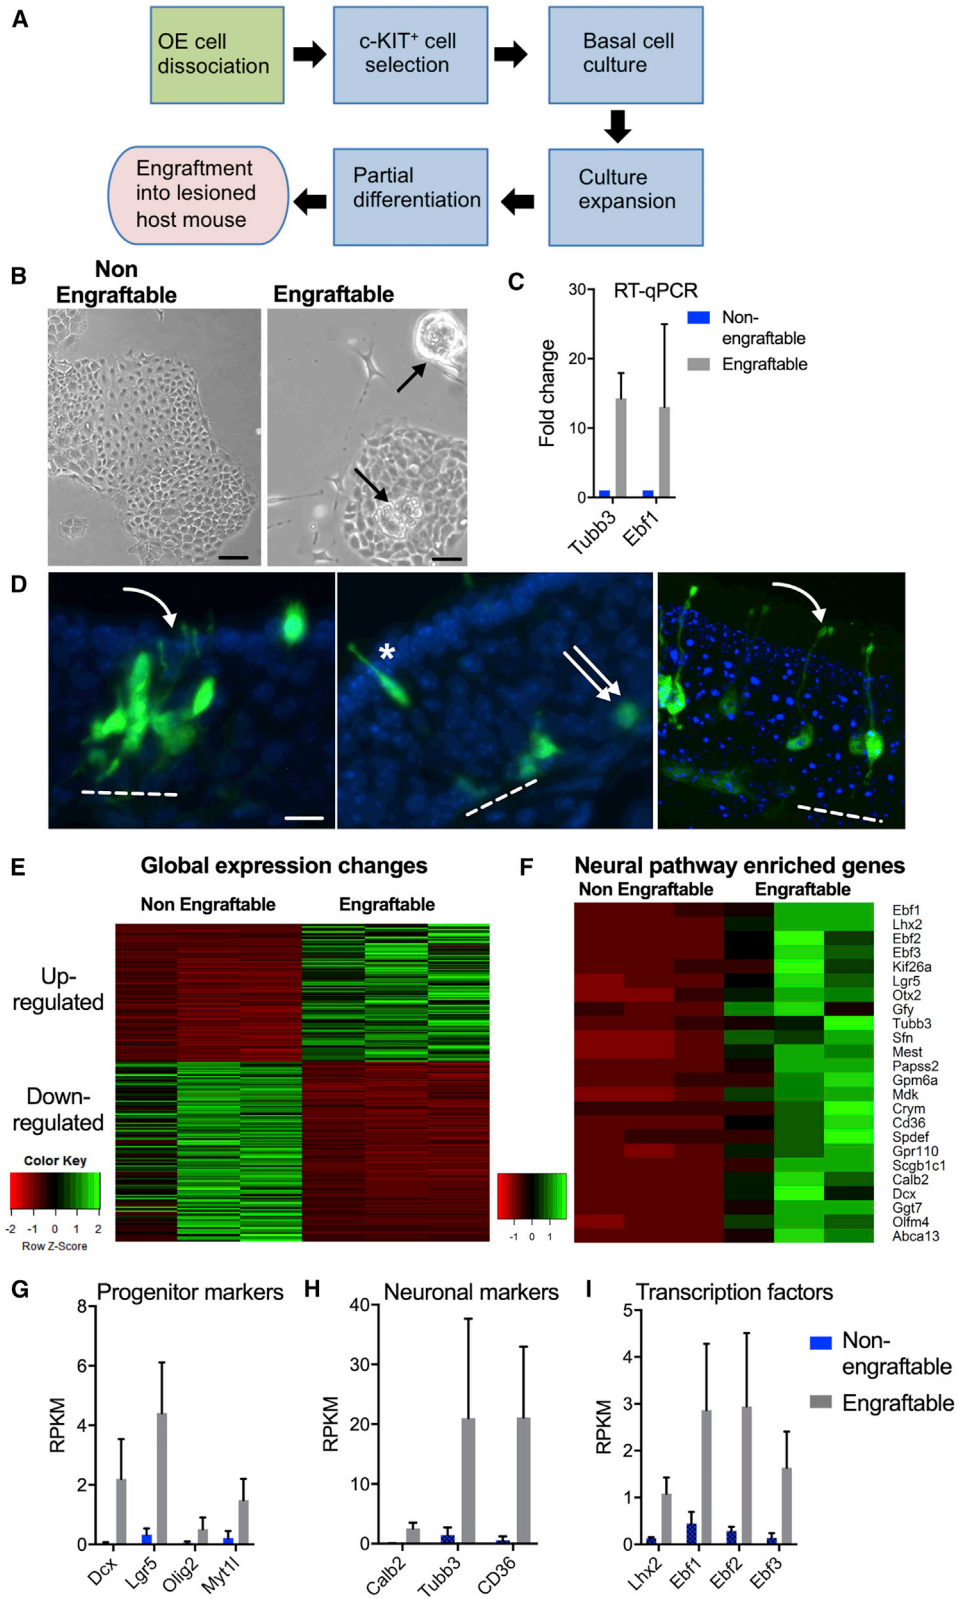 A
OE cell
dissociation
c-KIT+ cell
selection
Basal cell
culture
Engraftment
into lesioned
host mouse
Partial
differentiation
Culture
expansion
B
Non
Engraftable
Engraftable
C
RT-qPCR
Fold change
30
20
10
0
Tubb3
Ebf1
Non-
engraftable
Engraftable
D
*
E
Global expression changes
Non Engraftable
Engraftable
Up-
regulated
Down-
regulated
Color Key
-2 -1 0 1 2
Row Z-Score
F
Neural pathway enriched genes
Non Engraftable
Engraftable
Ebf1
Lhx2
Ebf2
Ebf3
Kif26a
Lgr5
Otx2
Gfy
Tubb3
Sfn
Mest
Papss2
Gpm6a
Mdk
Crym
Cd36
Spdef
Gpr110
Scgb1c1
Calb2
Dcx
Ggt7
Olfm4
Abca13
-1 0 1
G
Progenitor markers
RPKM
8
6
4
2
0
Dcx
Lgr5
Olig2
Myt1l
H
Neuronal markers
RPKM
40
30
20
10
0
Calb2
Tubb3
CD36
I
Transcription factors
RPKM
5
4
3
2
1
0
Lhx2
Ebf1
Ebf2
Ebf3
Non-
engraftable
Engraftable